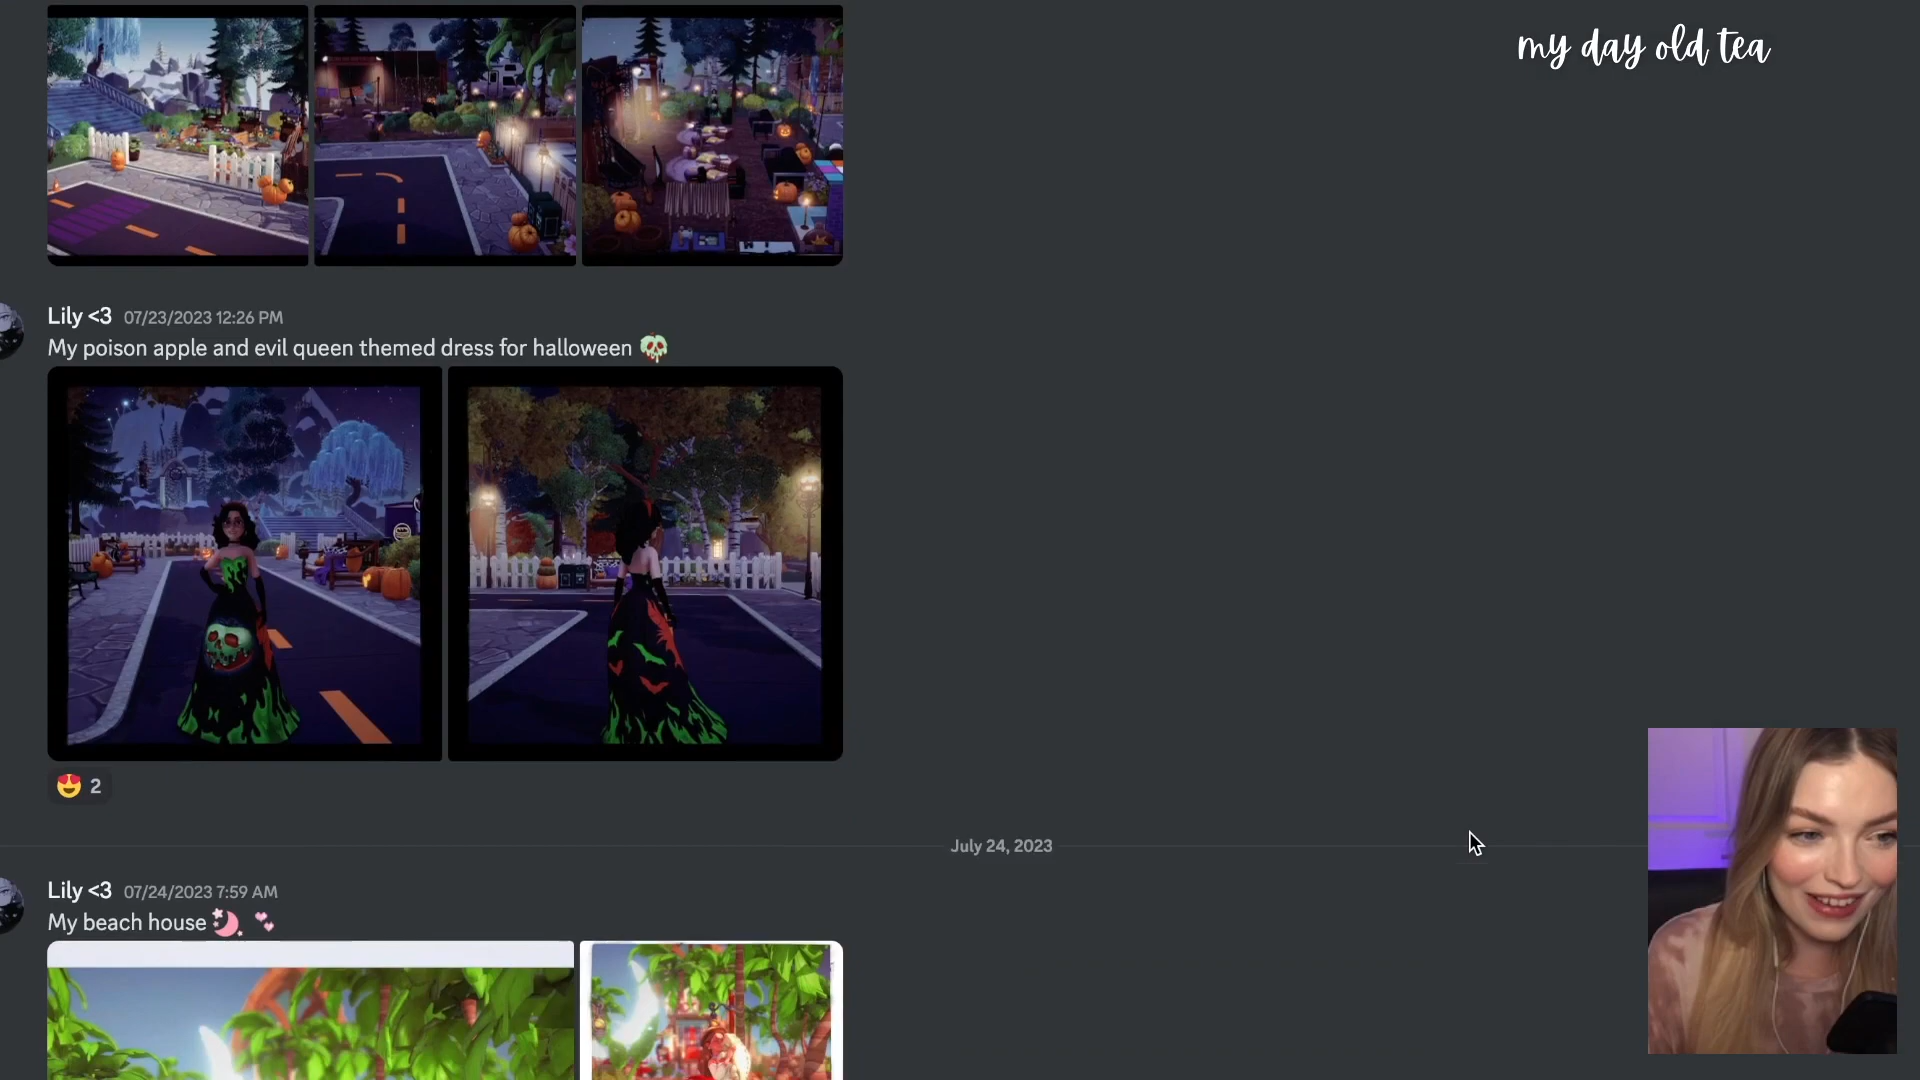 my day old tea
Lily <3 07/23/2023 12:26 PM
My poison apple and evil queen themed dress for halloween
2
July 24, 2023
Lily <3 07/24/2023 7:59 AM
My beach house